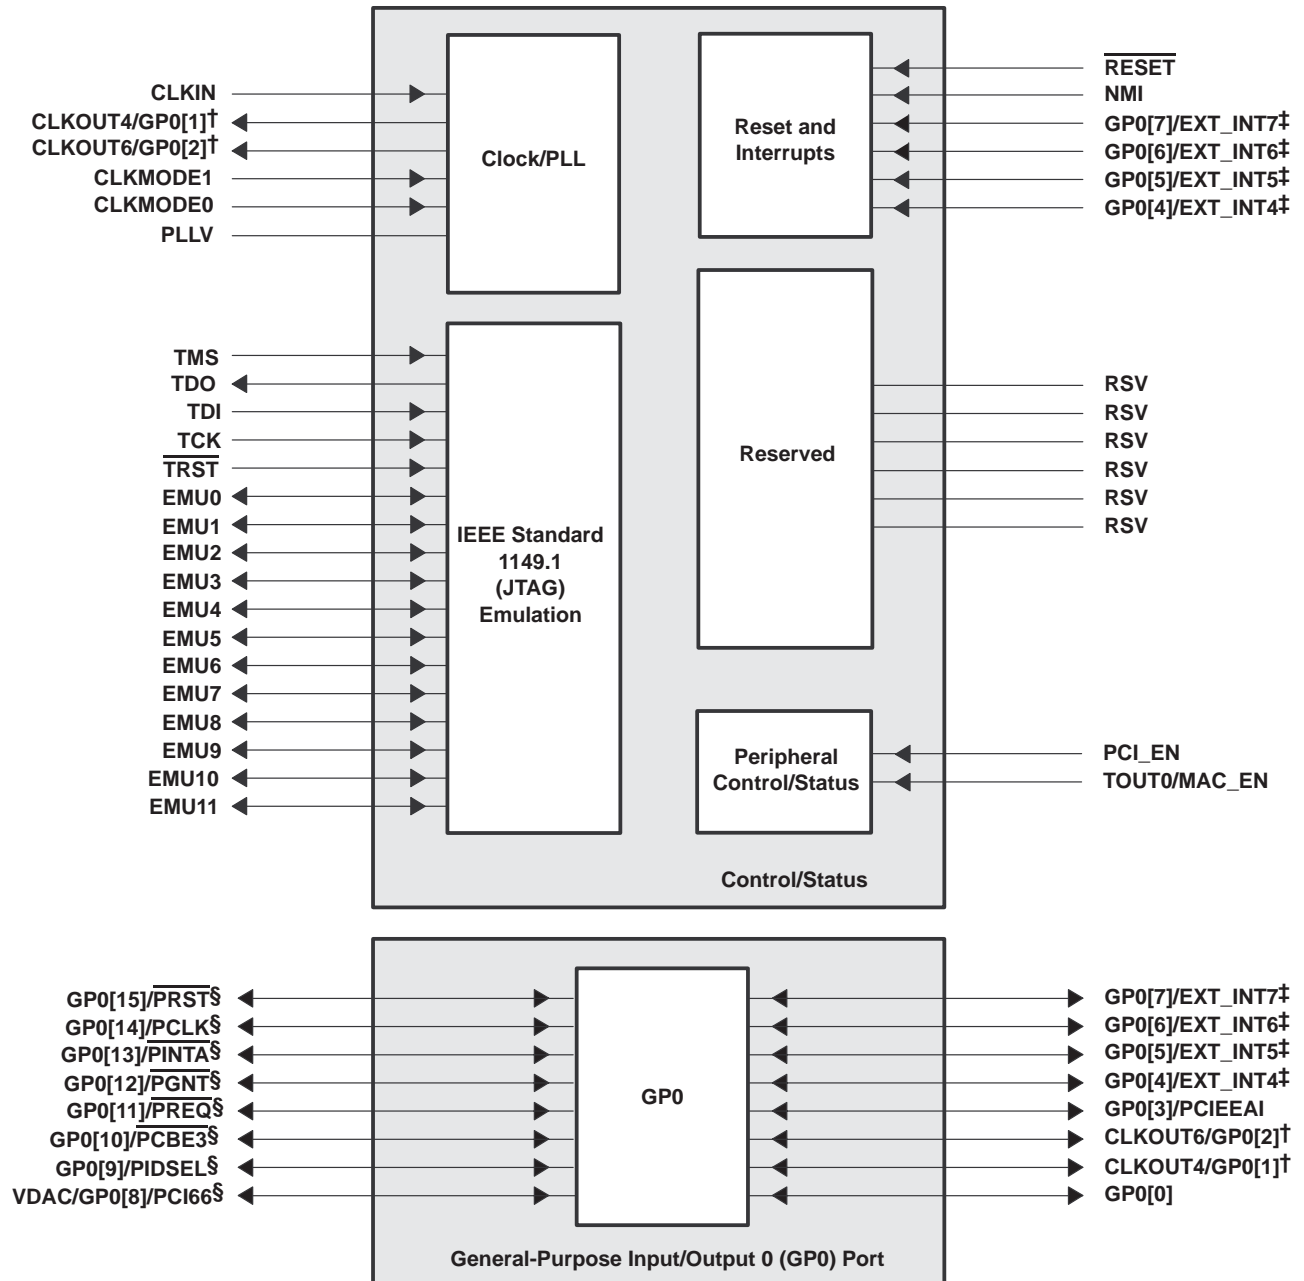 CLKIN
CLKOUT4/GP0[1]†
CLKOUT6/GP0[2]†
CLKMODE1
CLKMODE0
PLLV
Clock/PLL
Reset and
Interrupts
RESET
NMI
GP0[7]/EXT_INT7‡
GP0[6]/EXT_INT6‡
GP0[5]/EXT_INT5‡
GP0[4]/EXT_INT4‡
TMS
TDO
TDI
TCK
TRST
EMU0
EMU1
EMU2
EMU3
EMU4
EMU5
EMU6
EMU7
EMU8
EMU9
EMU10
EMU11
IEEE Standard
1149.1
(JTAG)
Emulation
Reserved
RSV
RSV
RSV
RSV
RSV
RSV
Peripheral
Control/Status
PCI_EN
TOUT0/MAC_EN
Control/Status
GP0[15]/PRST§
GP0[14]/PCLK§
GP0[13]/PINTA§
GP0[12]/PGNT§
GP0[11]/PREQ§
GP0[10]/PCBE3§
GP0[9]/PIDSEL§
VDAC/GP0[8]/PCI66§
GP0
GP0[7]/EXT_INT7‡
GP0[6]/EXT_INT6‡
GP0[5]/EXT_INT5‡
GP0[4]/EXT_INT4‡
GP0[3]/PCIEEAI
CLKOUT6/GP0[2]†
CLKOUT4/GP0[1]†
GP0[0]
General-Purpose Input/Output 0 (GP0) Port